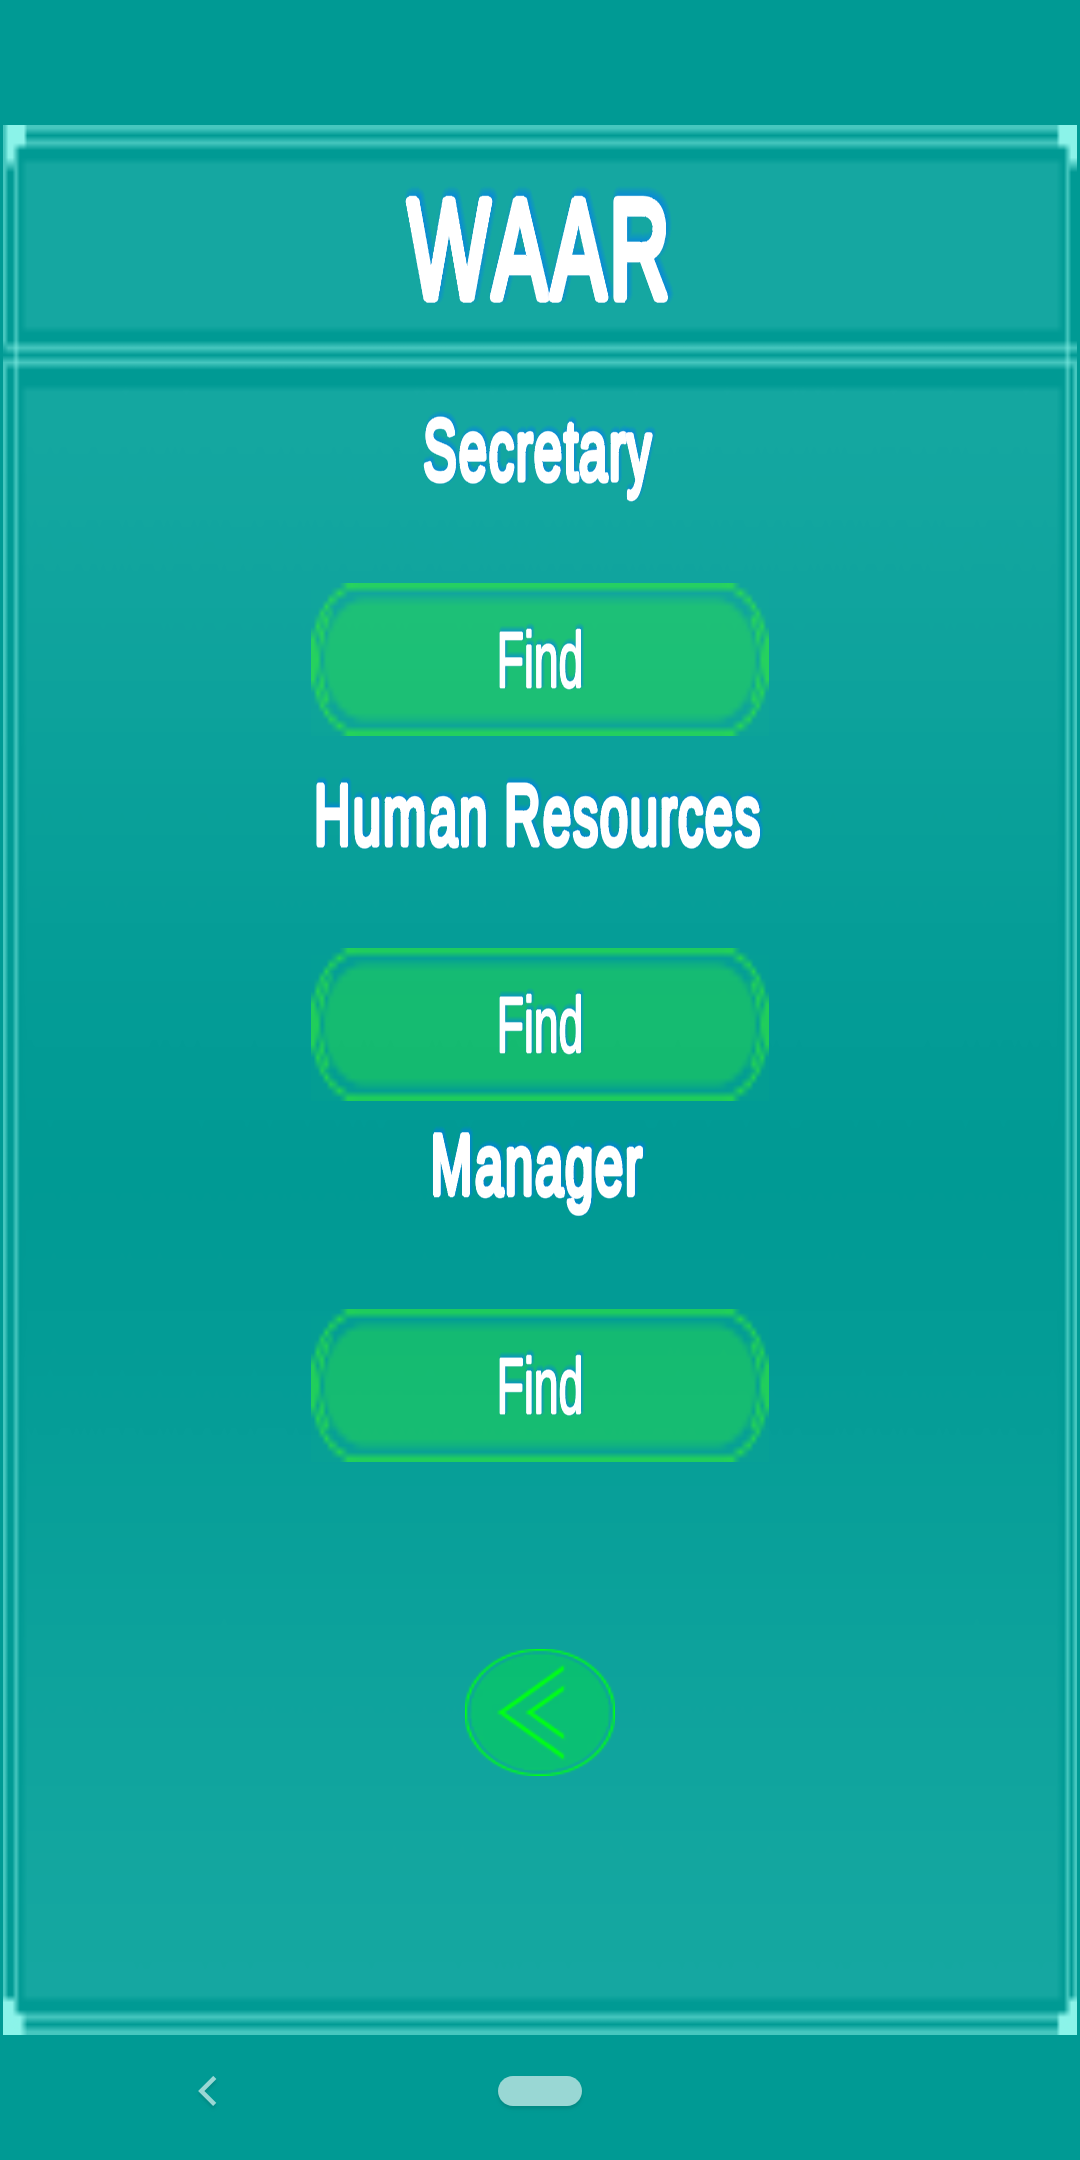 WAAR
Secretary
Find
Human Resources
Find
Manager
Find